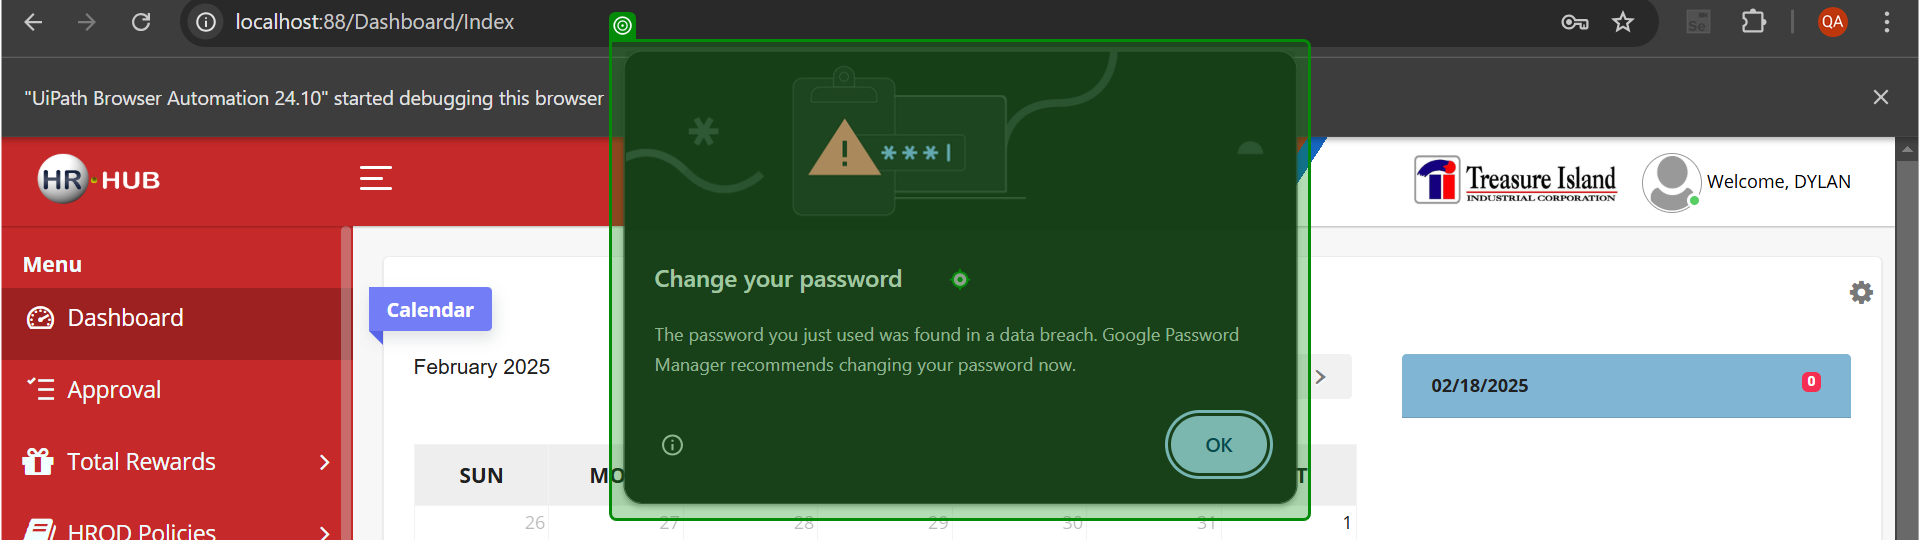 localhost:88/Dashboard/Index
Se
QA
"UiPath Browser Automation 24.10" started debugging this browser
HR-HUB
Treasure Island
INDUSTRIAL CORPORATION
Welcome, DYLAN
Menu
Dashboard
Approval
Total Rewards
HROD Policies
Calendar
February 2025
SUN
MO
T
26
27
28
29
30
31
1
***|
Change your password
The password you just used was found in a data breach. Google Password
Manager recommends changing your password now.
OK
02/18/2025
0